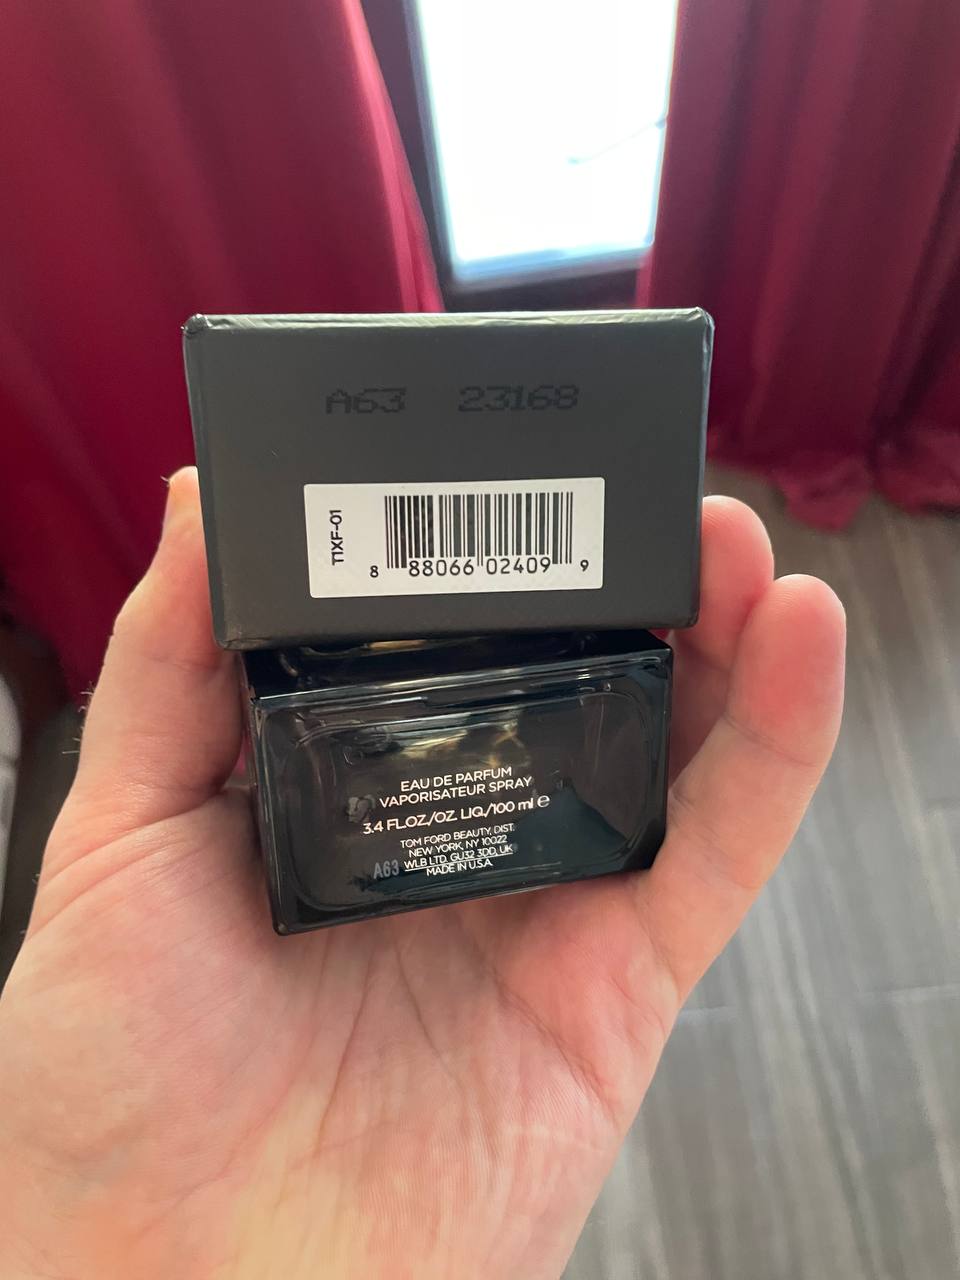 A63 23168
T1XF-01
8 88066 02409 9
EAU DE PARFUM
VAPORISATEUR SPRAY
3.4 FL.OZ./OZ. LIQ./100 ml ℮
TOM FORD BEAUTY, DIST.
NEW YORK, NY 10022
A63 WLB LTD. GU32 3DD, UK
MADE IN U.S.A.